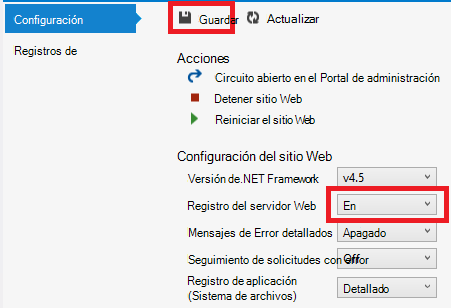 Configuración
Guardar Actualizar
Registros de
Acciones
Circuito abierto en el Portal de administración
Detener sitio Web
Reiniciar el sitio Web
Configuración del sitio Web
Versión de.NET Framework v4.5
Registro del servidor Web En
Mensajes de Error detallados Apagado
Seguimiento de solicitudes con error Off
Registro de aplicación
(Sistema de archivos) Detallado